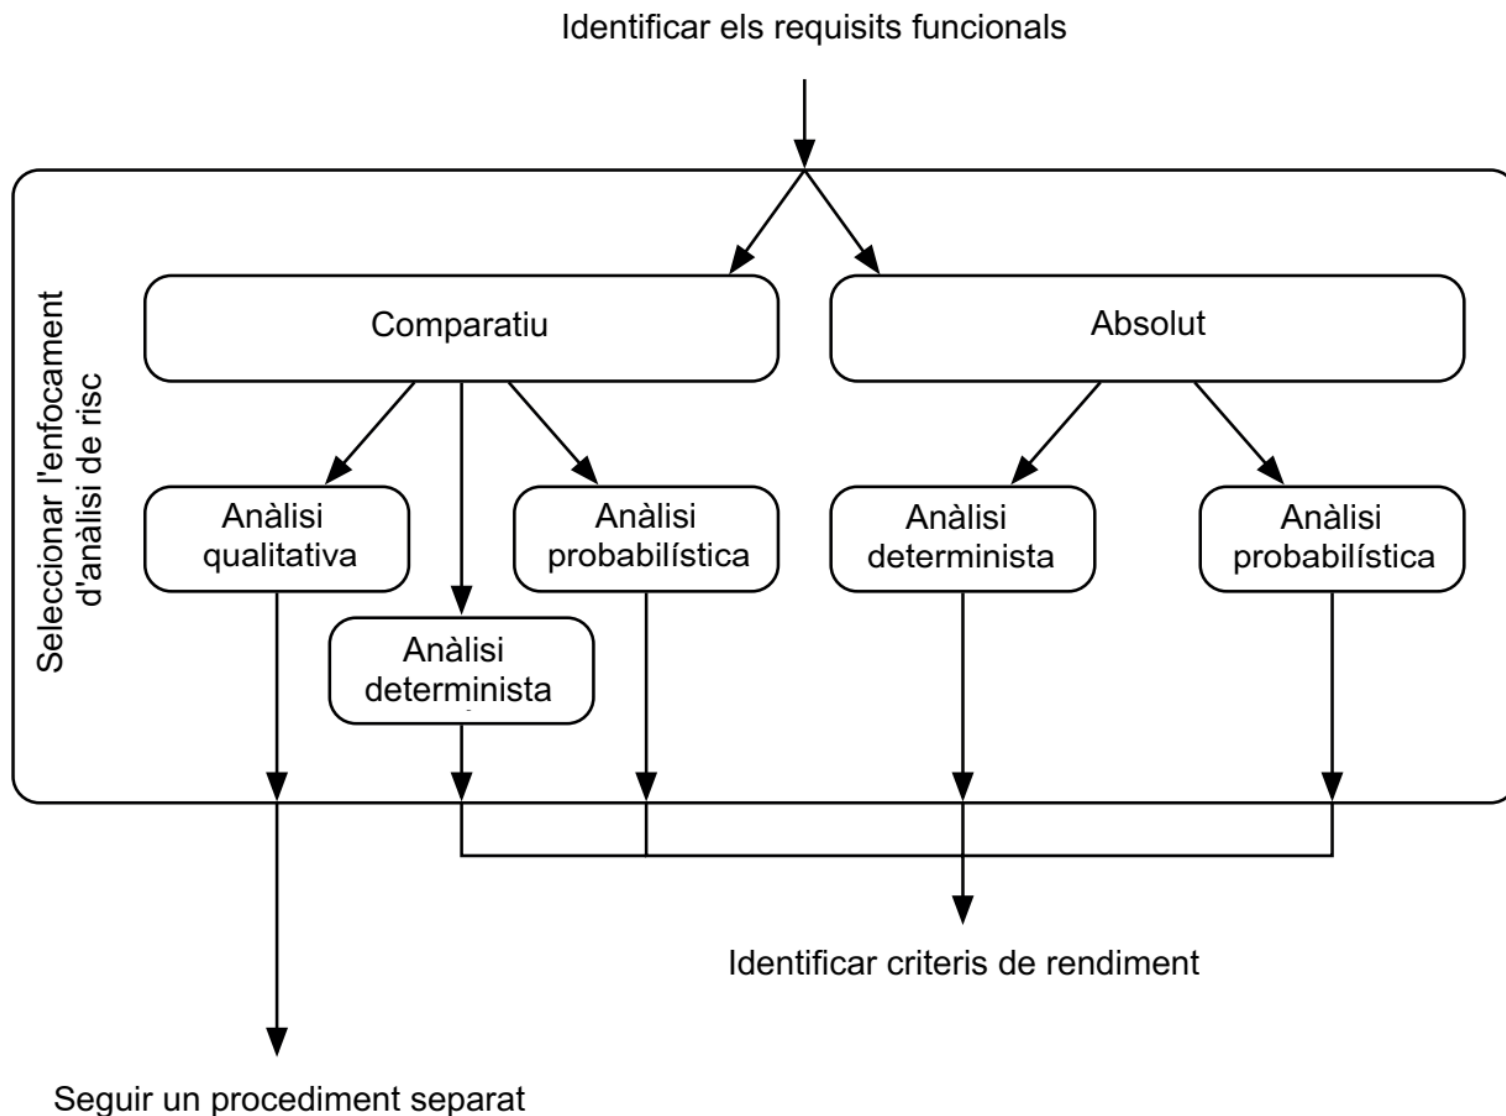 Identificar els requisits funcionals
Seleccionar l'enfocament
d'anàlisi de risc
Comparatiu
Absolut
Anàlisi
qualitativa
Anàlisi
probabilística
Anàlisi
determinista
Anàlisi
probabilística
Anàlisi
determinista
Identificar criteris de rendiment
Seguir un procediment separat